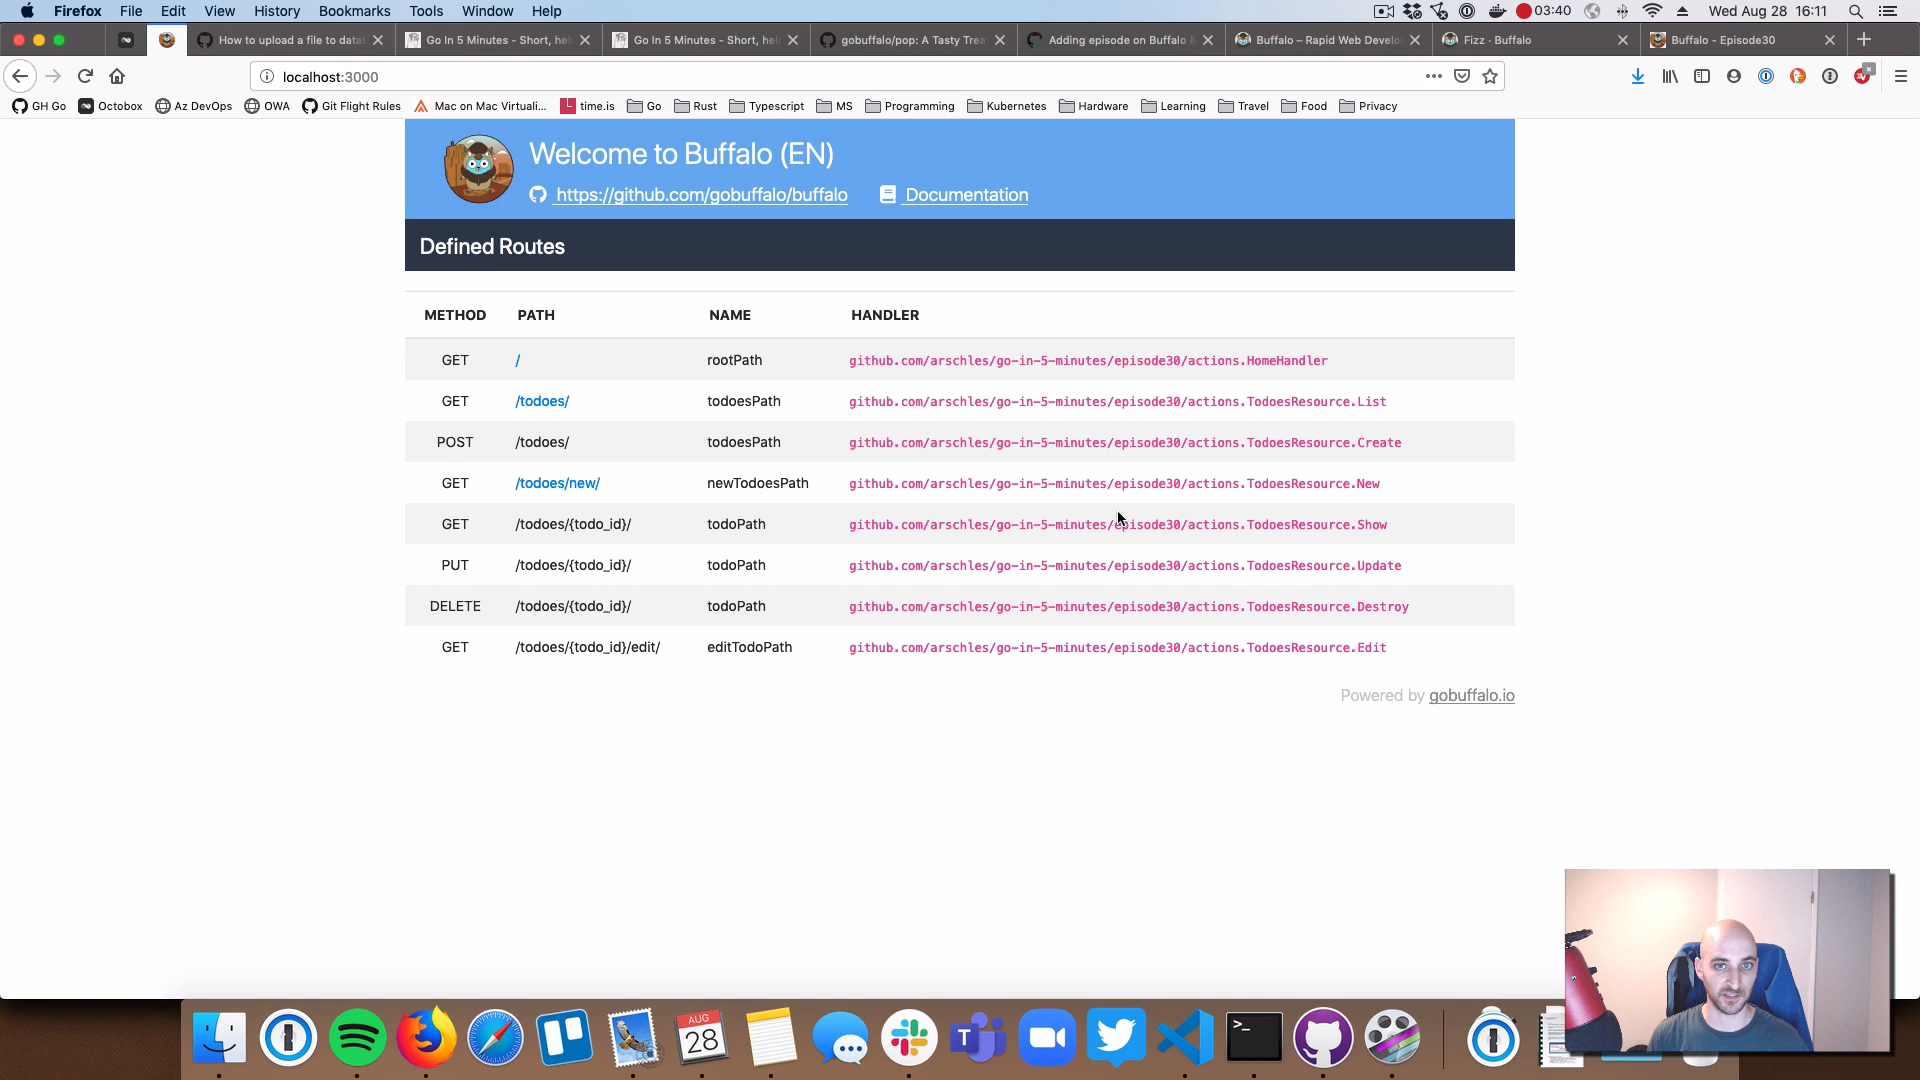 Firefox File Edit View History Bookmarks Tools Window Help 03:40 Wed Aug 28 16:11
How to upload a file to data Go In 5 Minutes - Short, hel Go In 5 Minutes - Short, hel gobuffalo/pop: A Tasty Trea Adding episode on Buffalo & Buffalo – Rapid Web Develo Fizz · Buffalo Buffalo - Episode30
localhost:3000
GH Go Octobox Az DevOps OWA Git Flight Rules Mac on Mac Virtuali... time.is Go Rust Typescript MS Programming Kubernetes Hardware Learning Travel Food Privacy
Welcome to Buffalo (EN)
https://github.com/gobuffalo/buffalo Documentation
Defined Routes
METHOD PATH NAME HANDLER
GET / rootPath github.com/arschles/go-in-5-minutes/episode30/actions.HomeHandler
GET /todoes/ todoesPath github.com/arschles/go-in-5-minutes/episode30/actions.TodoesResource.List
POST /todoes/ todoesPath github.com/arschles/go-in-5-minutes/episode30/actions.TodoesResource.Create
GET /todoes/new/ newTodoesPath github.com/arschles/go-in-5-minutes/episode30/actions.TodoesResource.New
GET /todoes/{todo_id}/ todoPath github.com/arschles/go-in-5-minutes/episode30/actions.TodoesResource.Show
PUT /todoes/{todo_id}/ todoPath github.com/arschles/go-in-5-minutes/episode30/actions.TodoesResource.Update
DELETE /todoes/{todo_id}/ todoPath github.com/arschles/go-in-5-minutes/episode30/actions.TodoesResource.Destroy
GET /todoes/{todo_id}/edit/ editTodoPath github.com/arschles/go-in-5-minutes/episode30/actions.TodoesResource.Edit
Powered by gobuffalo.io
AUG
28